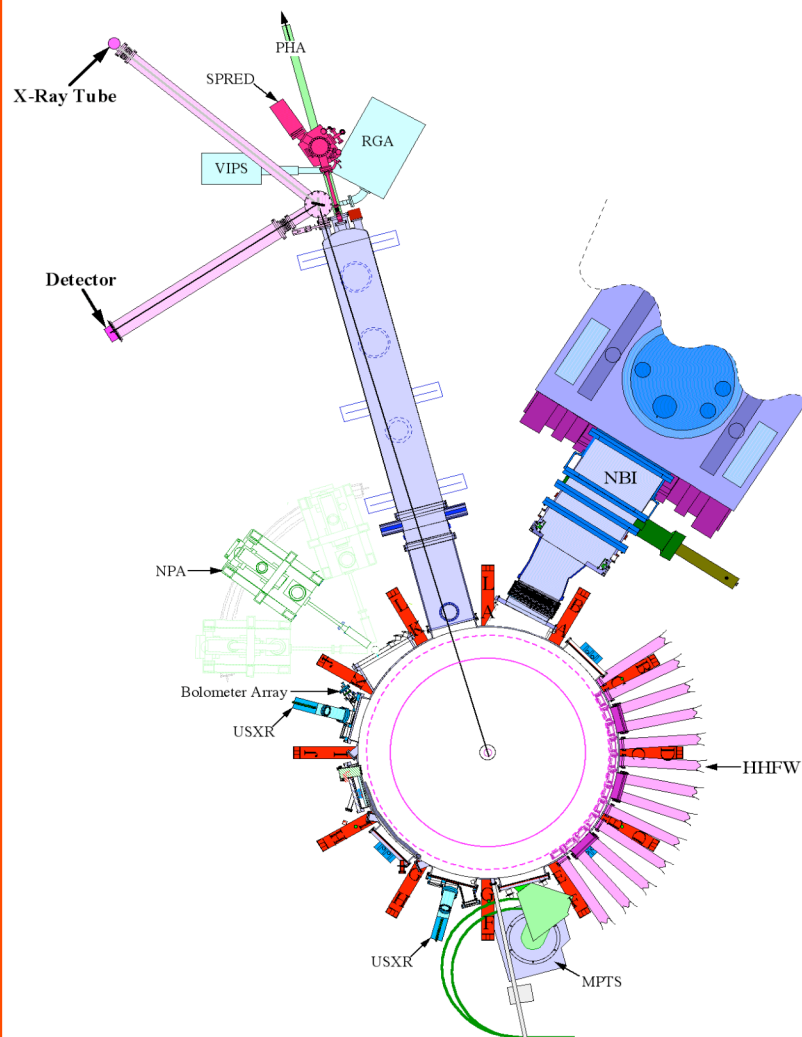 PHA
SPRED
X-Ray Tube
RGA
VIPS
Detector
NBI
NPA
L
A
L
K
B
A
Bolometer Array
USXR
J
I
C
D
HHFW
H
G
F
USXR
MPTS